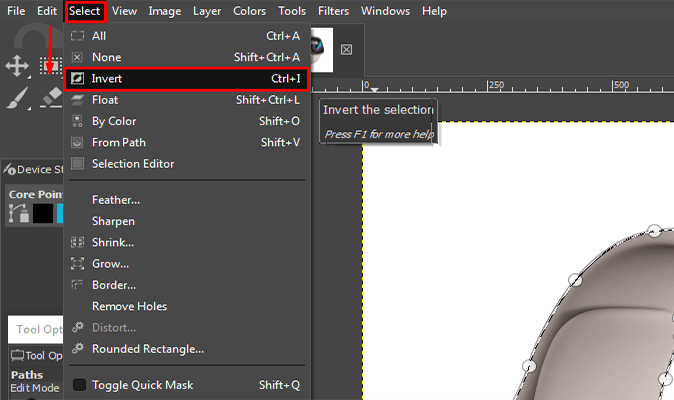 File Edit Select View Image Layer Colors Tools Filters Windows Help
All Ctrl+A
None Shift+Ctrl+A
Invert Ctrl+I
Float Shift+Ctrl+L
By Color Shift+O
From Path Shift+V
Selection Editor
Feather...
Sharpen
Shrink...
Grow...
Border...
Remove Holes
Distort...
Rounded Rectangle...
Toggle Quick Mask Shift+Q
Device St
Core Poin
Tool Opt
Tool Op
Paths
Edit Mode
0 250 500
Invert the selection
Press F1 for more help